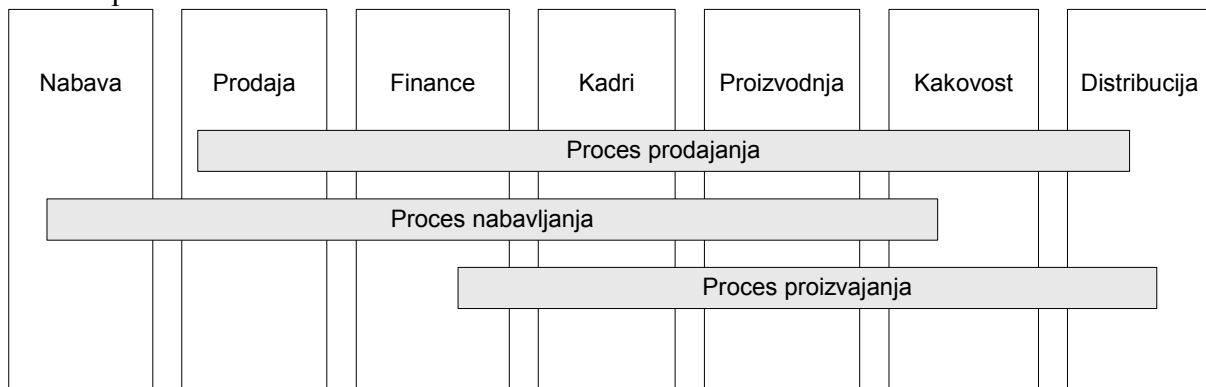 Nabava Prodaja Finance Kadri Proizvodnja Kakovost Distribucija
Proces prodajanja
Proces nabavljanja
Proces proizvajanja